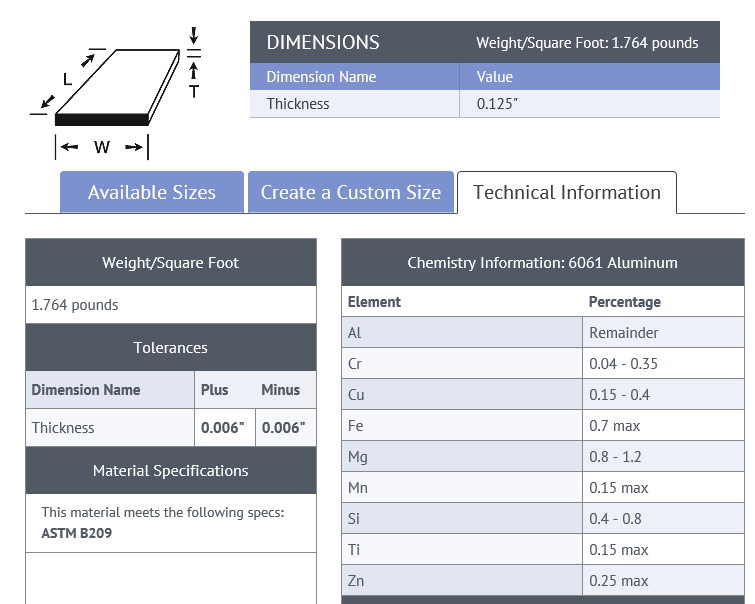 L
T
W
DIMENSIONS Weight/Square Foot: 1.764 pounds
Dimension Name Value
Thickness 0.125"
Available Sizes Create a Custom Size Technical Information
Weight/Square Foot
1.764 pounds
Tolerances
Dimension Name Plus Minus
Thickness 0.006" 0.006"
Material Specifications
This material meets the following specs:
ASTM B209
Chemistry Information: 6061 Aluminum
Element Percentage
Al Remainder
Cr 0.04 - 0.35
Cu 0.15 - 0.4
Fe 0.7 max
Mg 0.8 - 1.2
Mn 0.15 max
Si 0.4 - 0.8
Ti 0.15 max
Zn 0.25 max